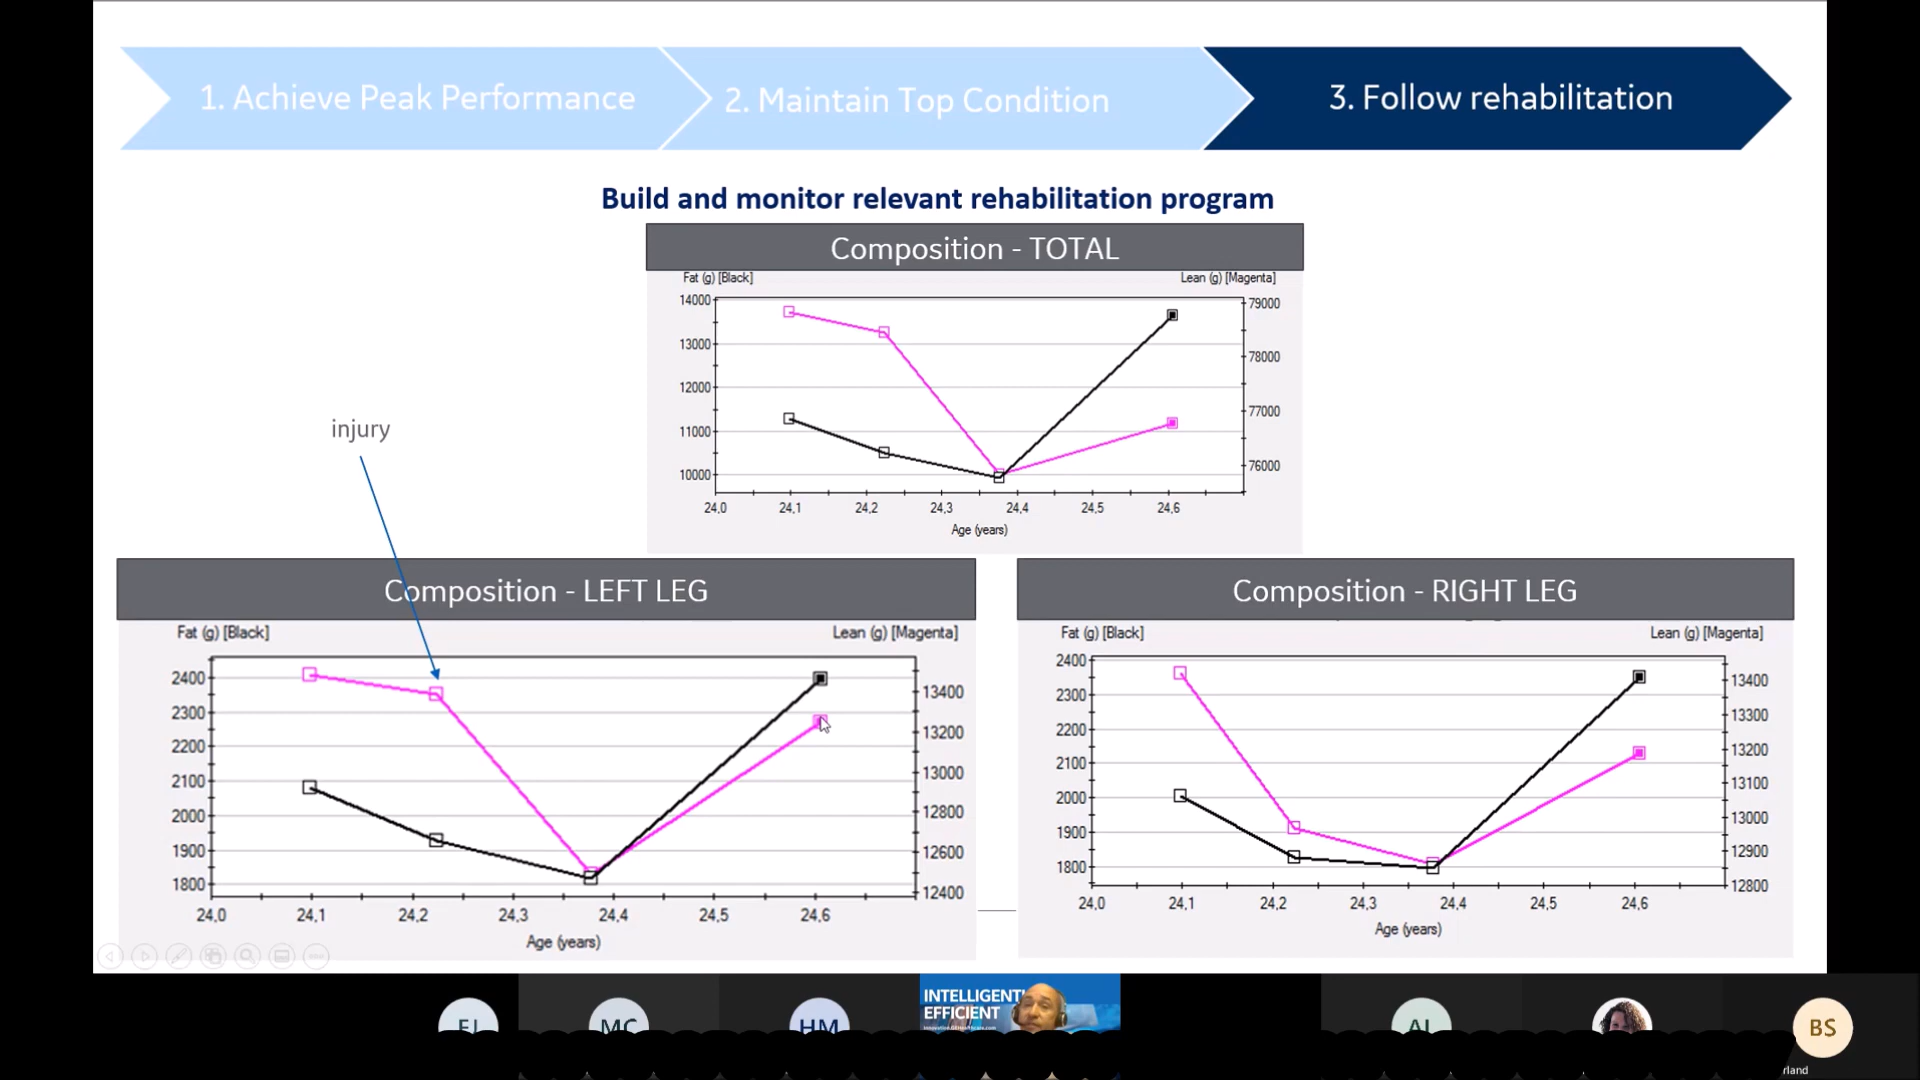 1. Achieve Peak Performance
2. Maintain Top Condition
3. Follow rehabilitation
Build and monitor relevant rehabilitation program
Composition - TOTAL
Fat (g) [Black]
Lean (g) [Magenta]
14000
13000
12000
11000
10000
79000
78000
77000
76000
24,0 24,1 24,2 24,3 24,4 24,5 24,6
Age (years)
injury
Composition - LEFT LEG
Fat (g) [Black]
Lean (g) [Magenta]
2400
2300
2200
2100
2000
1900
1800
13400
13200
13000
12800
12600
12400
24,0 24,1 24,2 24,3 24,4 24,5 24,6
Age (years)
Composition - RIGHT LEG
Fat (g) [Black]
Lean (g) [Magenta]
2400
2300
2200
2100
2000
1900
1800
13400
13300
13200
13100
13000
12900
12800
24,0 24,1 24,2 24,3 24,4 24,5 24,6
Age (years)
MC
HM
INTELLIGENT
EFFICIENT
BS
rland